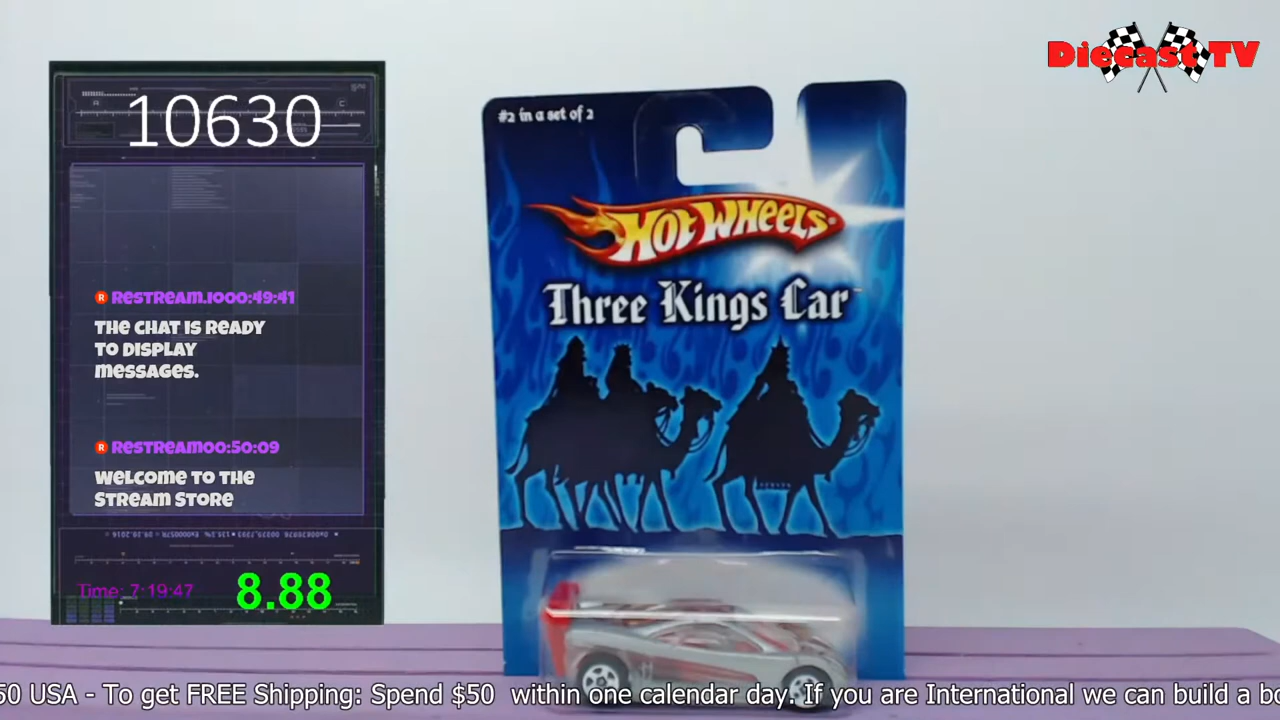 Diecast TV
10630
#2 in a set of 2
HOT WHEELS
Three Kings Car™
RESTREAM.IO00:49:41
THE CHAT IS READY
TO DISPLAY
MESSAGES.
RESTREAM00:50:09
WELCOME TO THE
STREAM STORE
Time: 7:19:47
8.88
50 USA - To get FREE Shipping: Spend $50 within one calendar day. If you are International we can build a bo